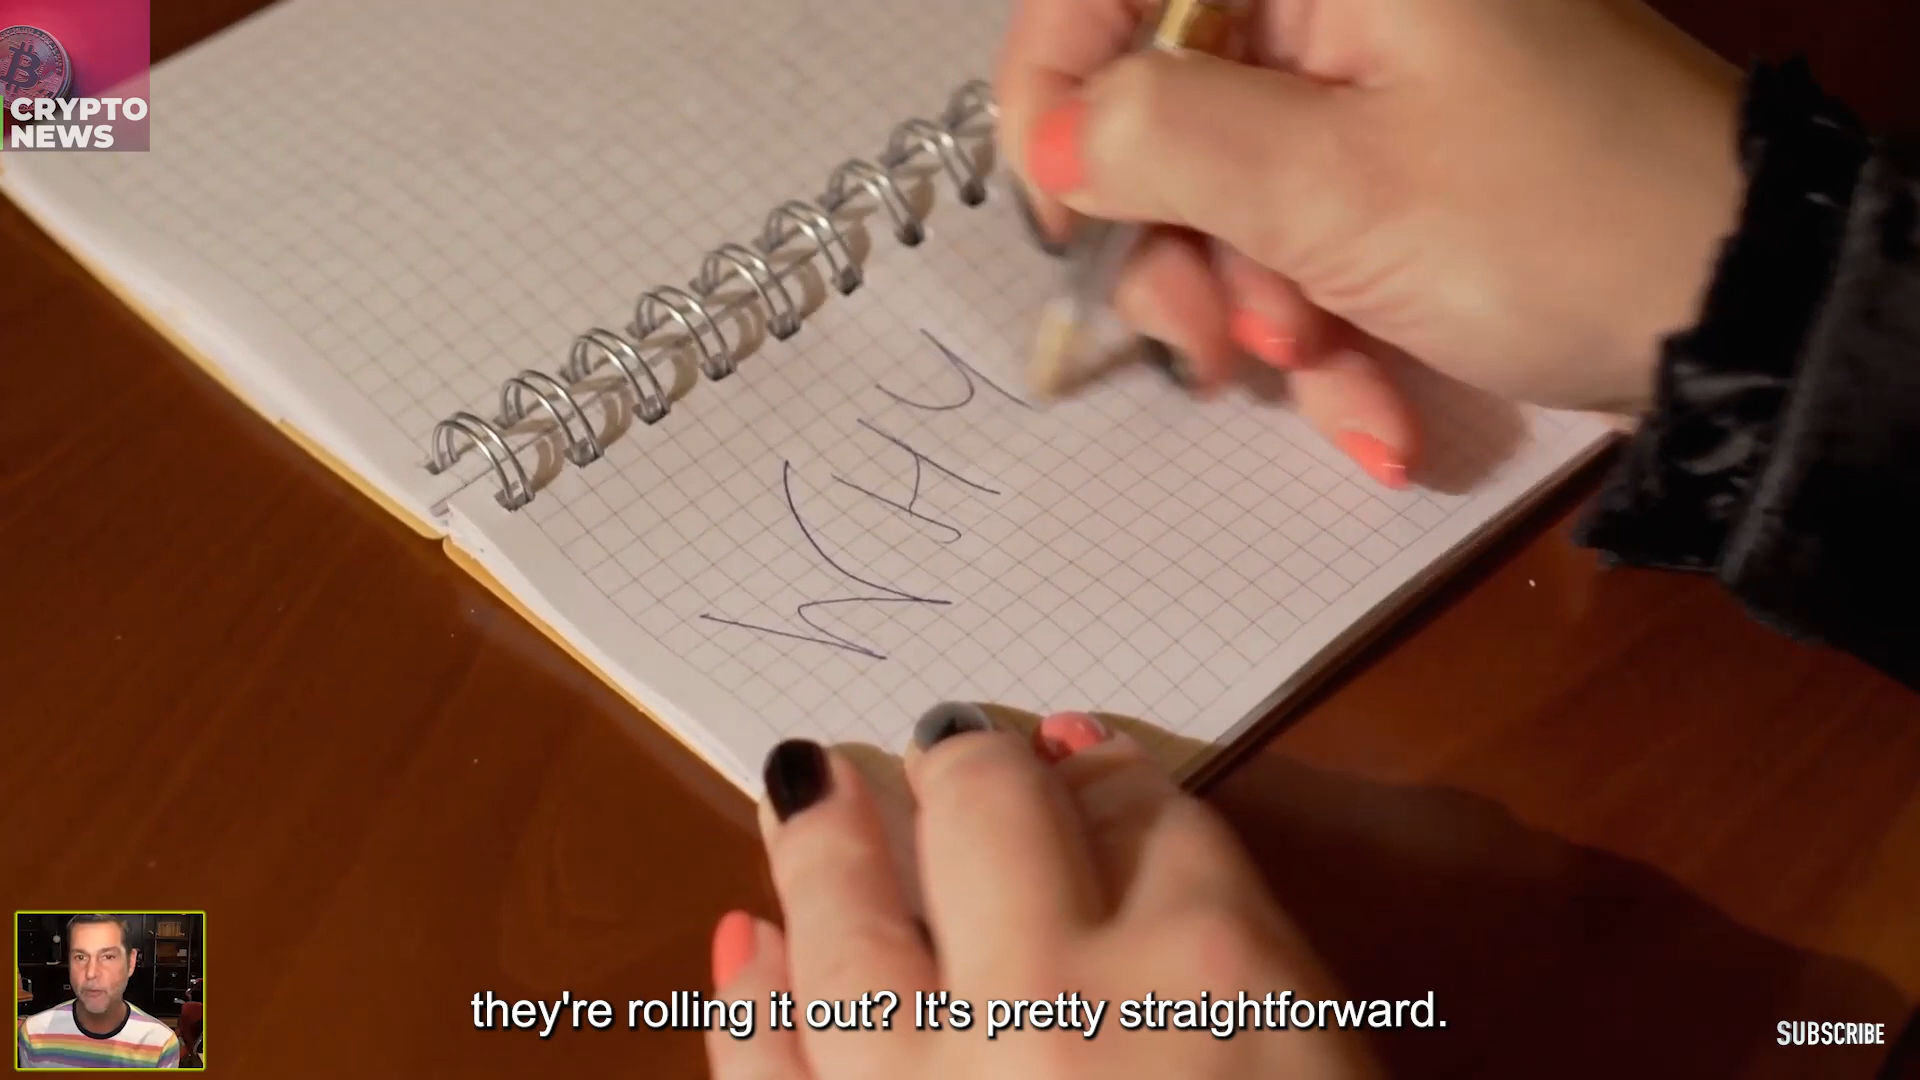 CRYPTO
NEWS
WHY
they're rolling it out? It's pretty straightforward.
SUBSCRIBE